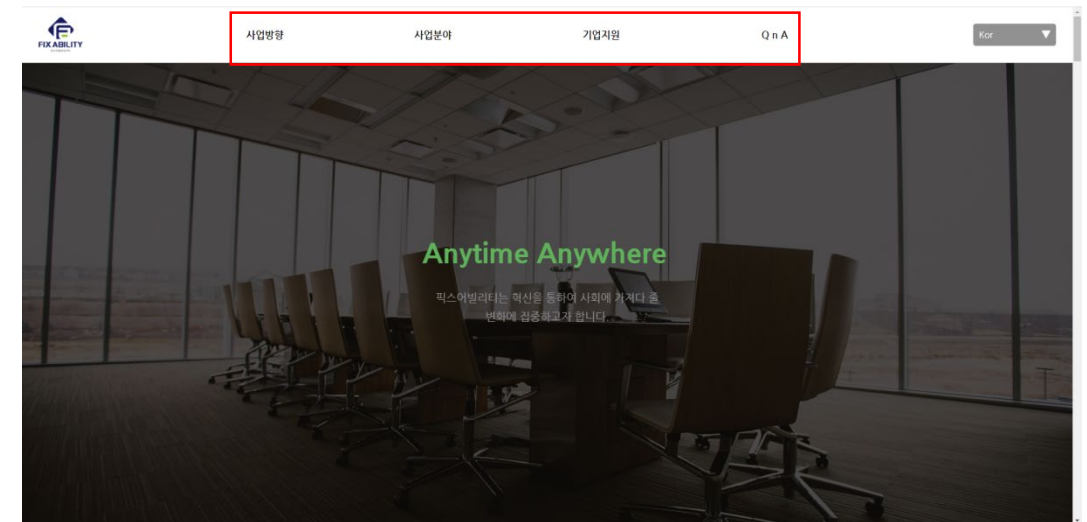 FIX ABILITY
사업방향
사업분야
기업지원
Q n A
Kor
Anytime Anywhere
픽스어빌리티는 혁신을 통하여 사회에 가져다 줄
변화에 집중하고자 합니다.